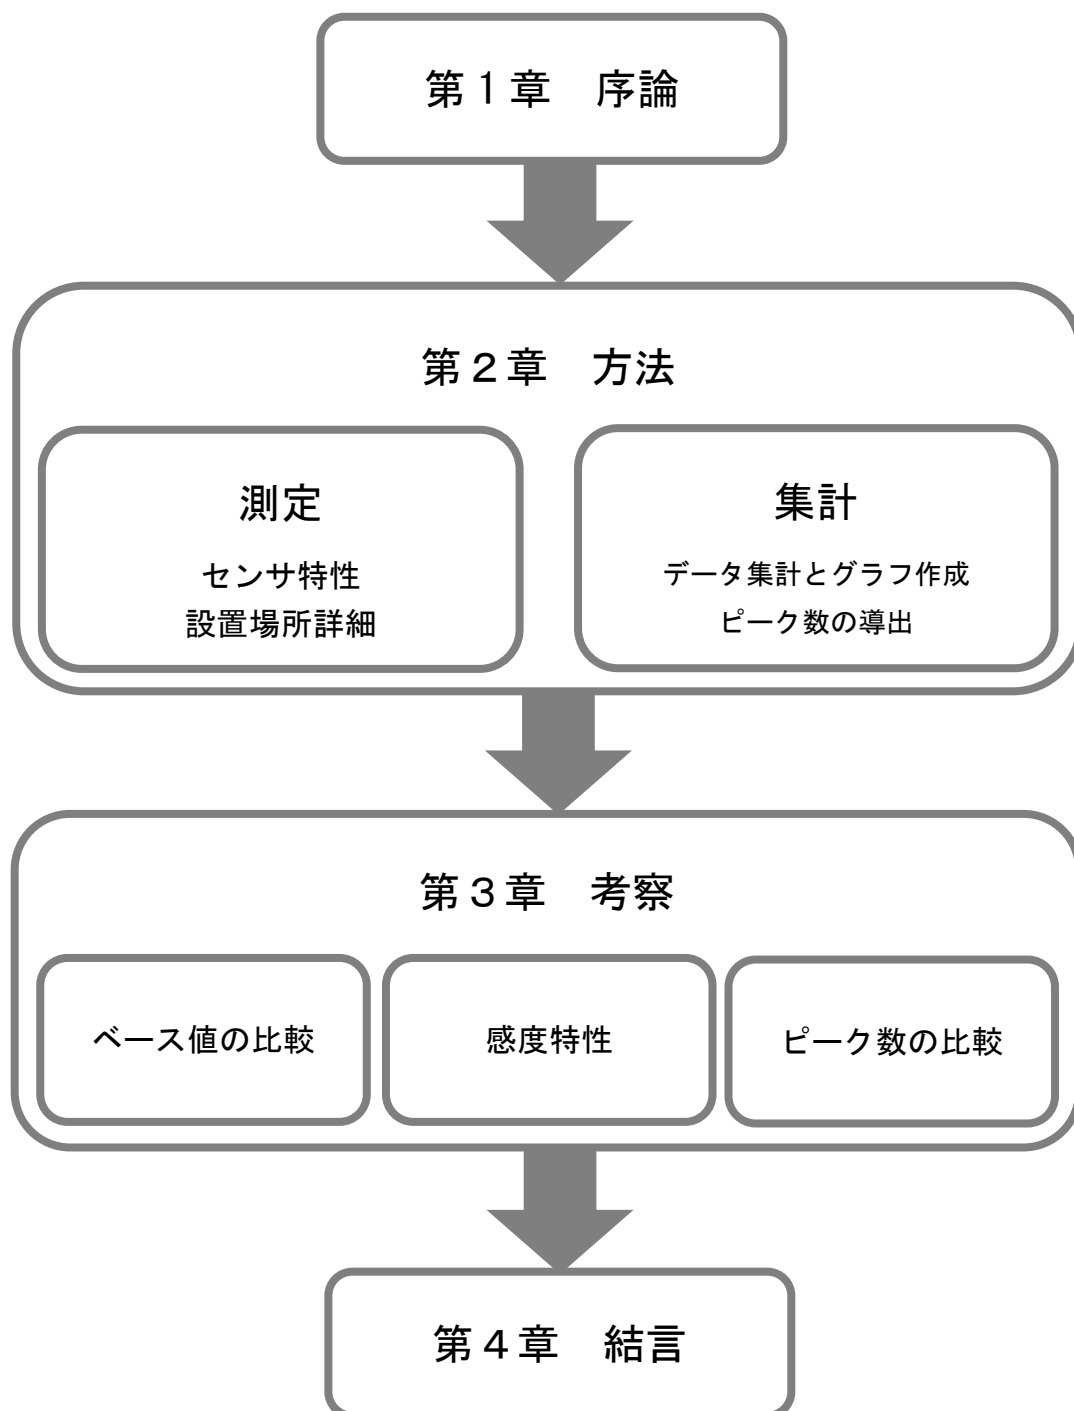 第１章　序論
第２章　方法
測定
センサ特性
設置場所詳細
集計
データ集計とグラフ作成
ピーク数の導出
第３章　考察
ベース値の比較
感度特性
ピーク数の比較
第４章　結言